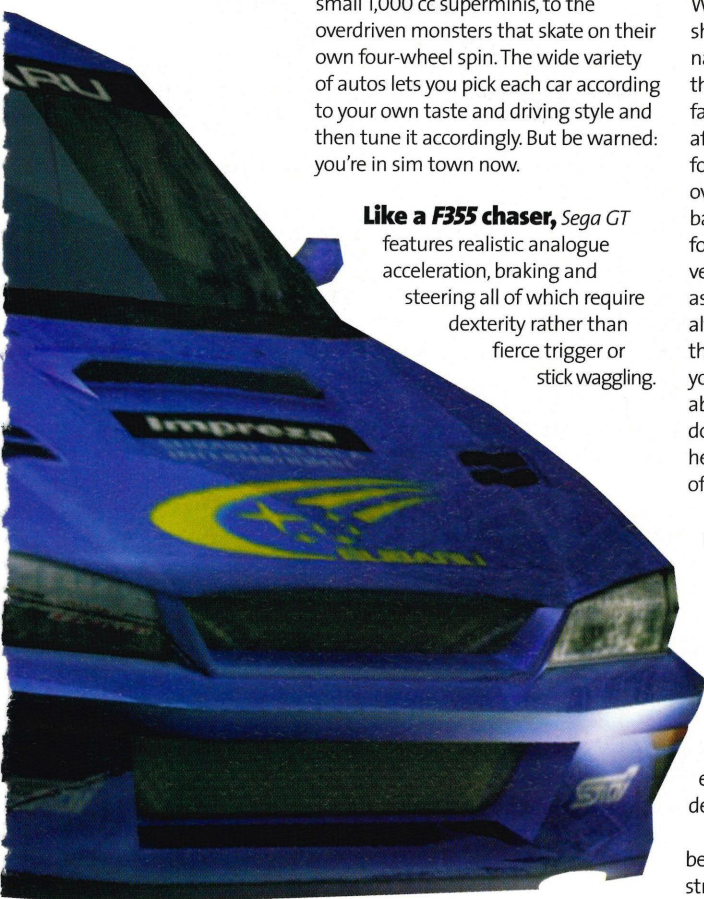 small 1,000 cc superminis, to the
overdriven monsters that skate on their
own four-wheel spin. The wide variety
of autos lets you pick each car according
to your own taste and driving style and
then tune it accordingly. But be warned:
you're in sim town now.
Like a F355 chaser, Sega GT
features realistic analogue
acceleration, braking and
steering all of which require
dexterity rather than
fierce trigger or
stick waggling.
ARU
Impreza
SUBARU
STi